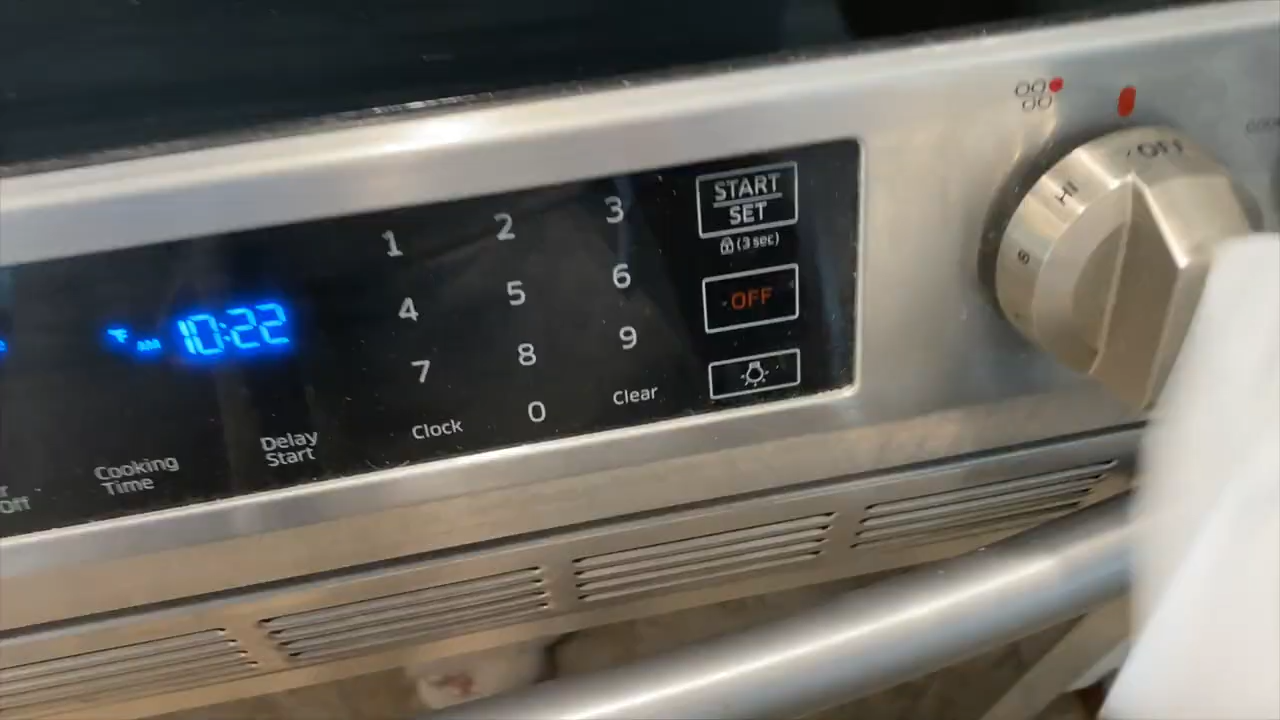 OFF
HI
1 2 3
START
SET
(3 sec)
°F AM 10:22
4 5 6
OFF
7 8 9
Clock 0 Clear
Delay
Start
Cooking
Time
Off